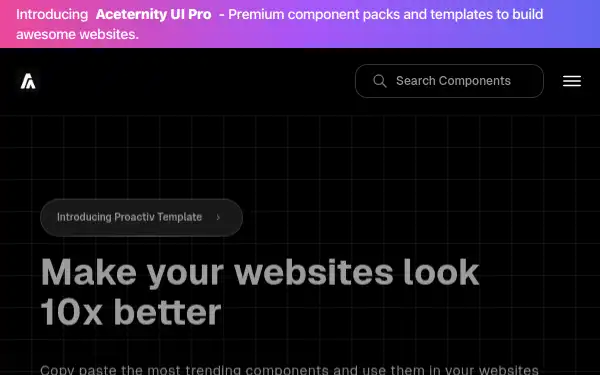 Introducing Aceternity UI Pro - Premium component packs and templates to build
awesome websites.
Search Components
Introducing Proactiv Template ›
Make your websites look
10x better
Copy paste the most trending components and use them in your websites